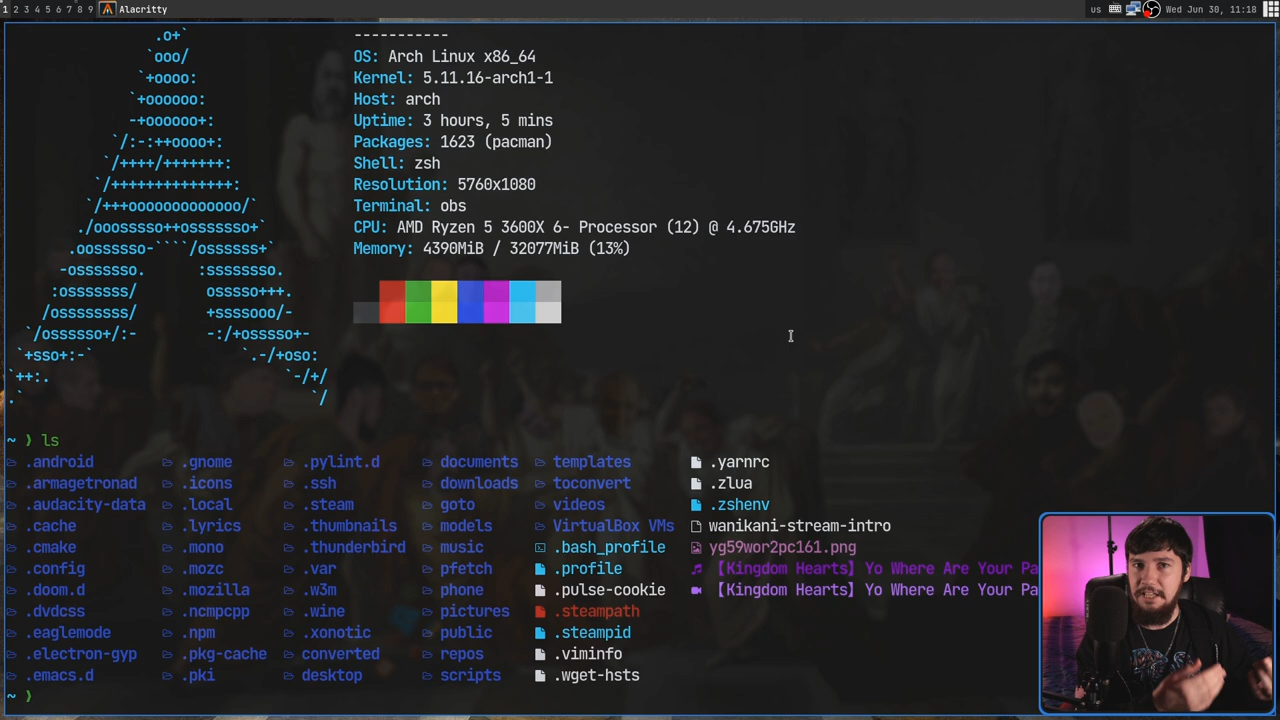 1 2 3 4 5 6 7 8 9 Alacritty us Wed Jun 30, 11:18
-----------
OS: Arch Linux x86_64
Kernel: 5.11.16-arch1-1
Host: arch
Uptime: 3 hours, 5 mins
Packages: 1623 (pacman)
Shell: zsh
Resolution: 5760x1080
Terminal: obs
CPU: AMD Ryzen 5 3600X 6- Processor (12) @ 4.675GHz
Memory: 4390MiB / 32077MiB (13%)
~ ❯ ls
.android .gnome .pylint.d documents templates .yarnrc
.armagetronad .icons .ssh downloads toconvert .zlua
.audacity-data .local .steam goto videos .zshenv
.cache .lyrics .thumbnails models VirtualBox VMs wanikani-stream-intro
.cmake .mono .thunderbird music .bash_profile yg59wor2pc161.png
.config .mozc .var pfetch .profile 【Kingdom Hearts】Yo Where Are Your Pa
.doom.d .mozilla .w3m phone .pulse-cookie 【Kingdom Hearts】Yo Where Are Your Pa
.dvdcss .ncmpcpp .wine pictures .steampath
.eaglemode .npm .xonotic public .steampid
.electron-gyp .pkg-cache converted repos .viminfo
.emacs.d .pki desktop scripts .wget-hsts
~ ❯